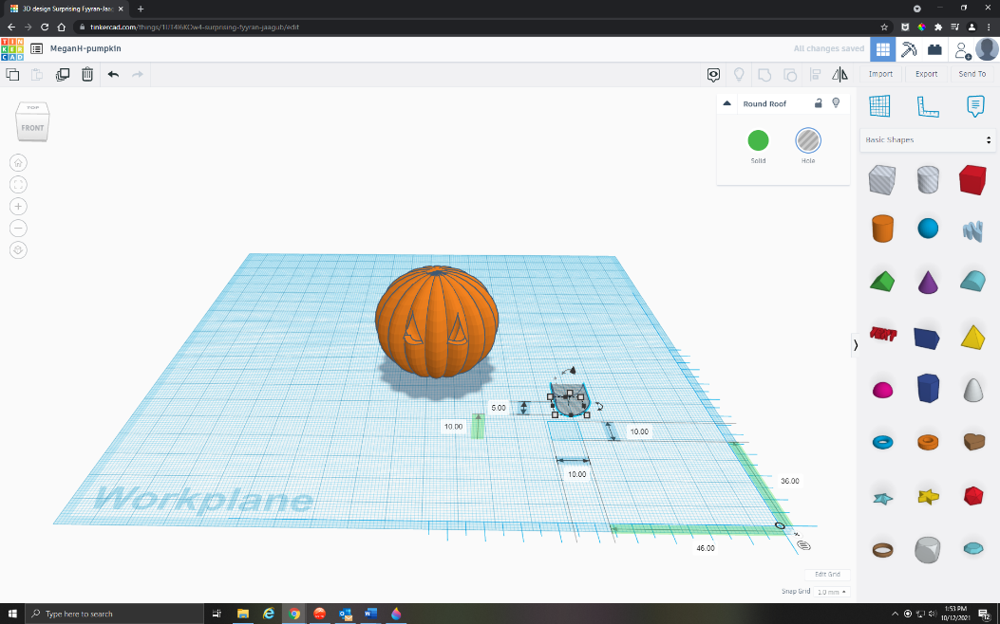 3D design Surprising Fyyran-Jaag
tinkercad.com/things/1IT4I6KOw4-surprising-fyyran-jaagub/edit
TIN
KER
CAD
MeganH-pumpkin
All changes saved
Import
Export
Send To
FRONT
Round Roof
Solid
Hole
Basic Shapes
TEXT
5.00
10.00
10.00
10.00
36.00
46.00
Workplane
Edit Grid
Snap Grid
1.0 mm
Type here to search
1:53 PM
10/12/2021
12